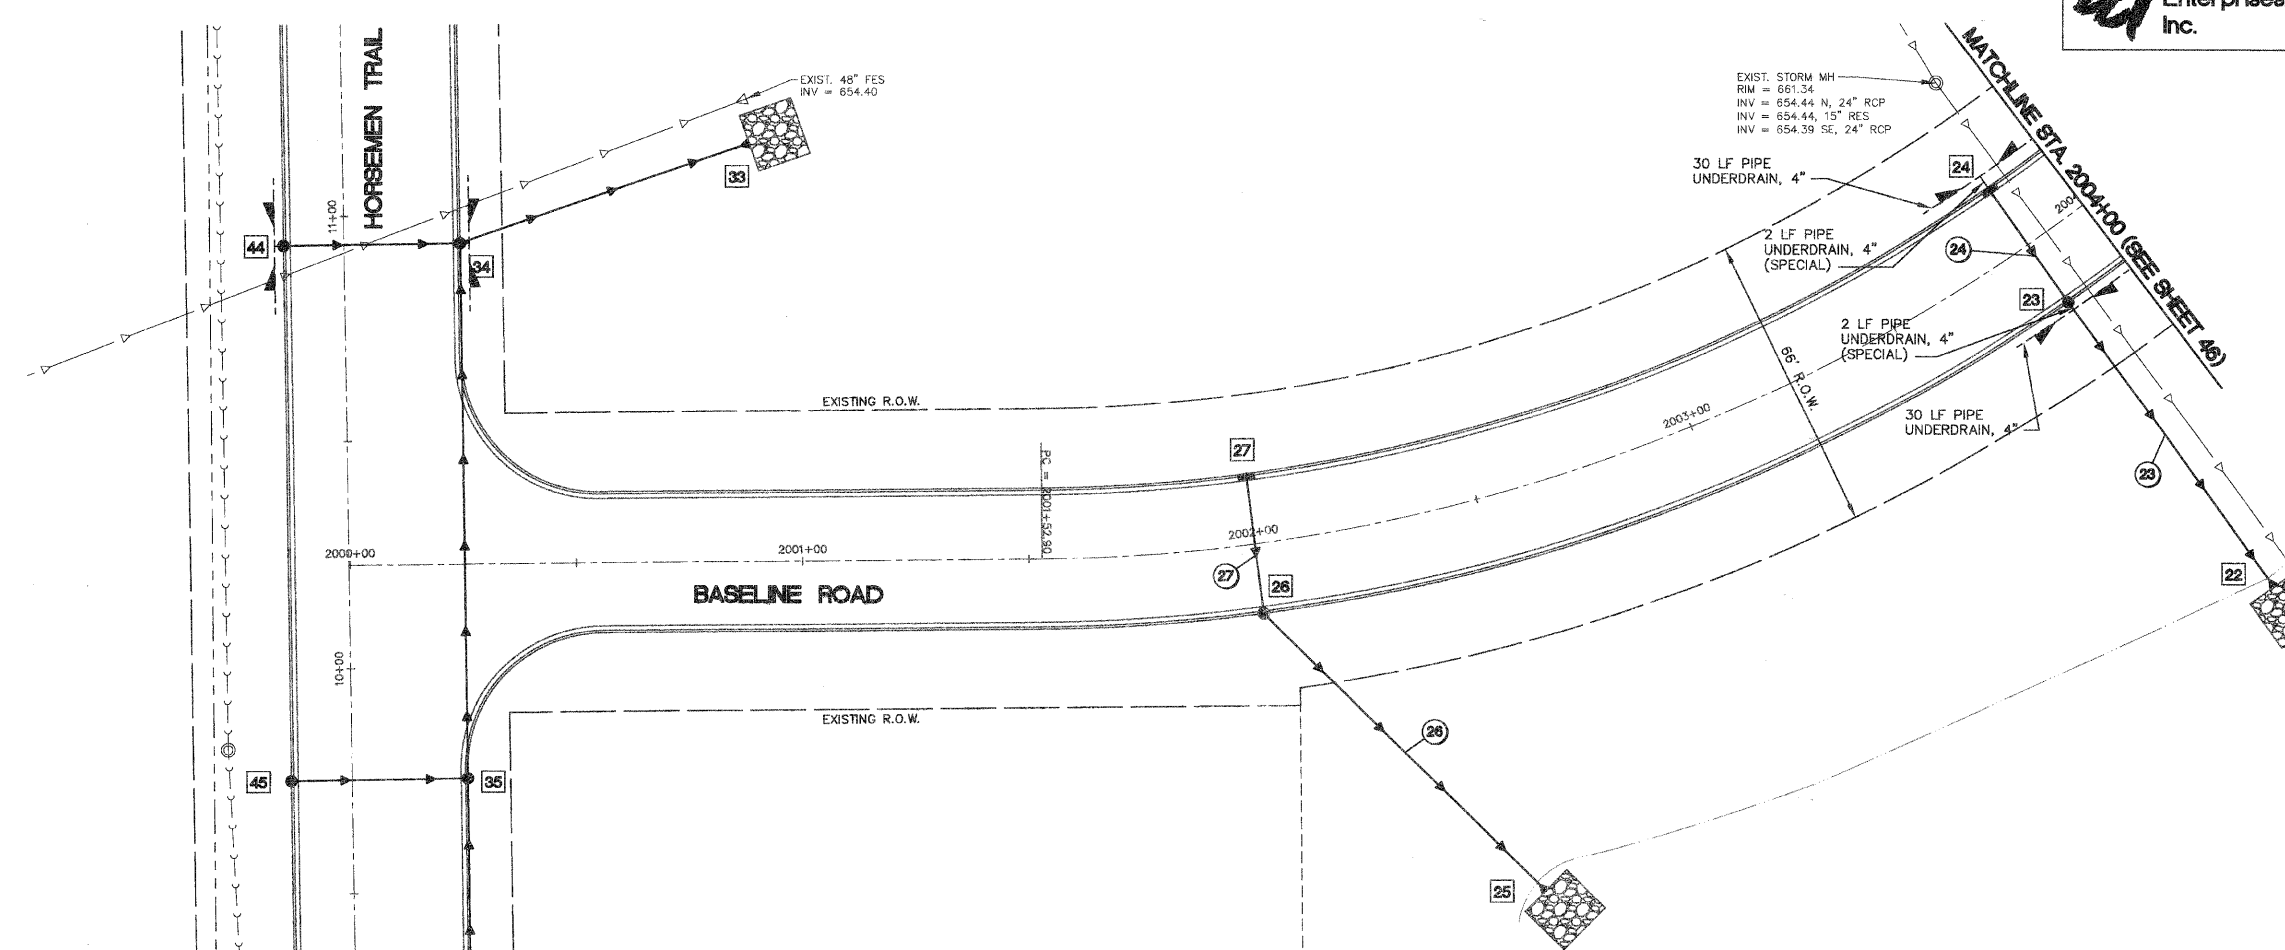 Enterprises
Inc.
HORSEMEN TRAIL
EXIST. 48" FES
INV = 654.40
33
11+00
44
34
EXIST. STORM MH
RIM = 661.34
INV = 654.44 N, 24" RCP
INV = 654.44, 15" RES
INV = 654.39 SE, 24" RCP
30 LF PIPE
UNDERDRAIN, 4"
24
MATCHLINE STA. 2004+00 (SEE SHEET 46)
2 LF PIPE
UNDERDRAIN, 4"
(SPECIAL)
24
23
2 LF PIPE
UNDERDRAIN, 4"
(SPECIAL)
66' R.O.W.
EXISTING R.O.W.
2003+00
30 LF PIPE
UNDERDRAIN, 4"
23
27
PC = 2001+52.90
2002+00
2000+00
2001+00
27
26
22
BASELINE ROAD
10+00
EXISTING R.O.W.
26
45
35
25